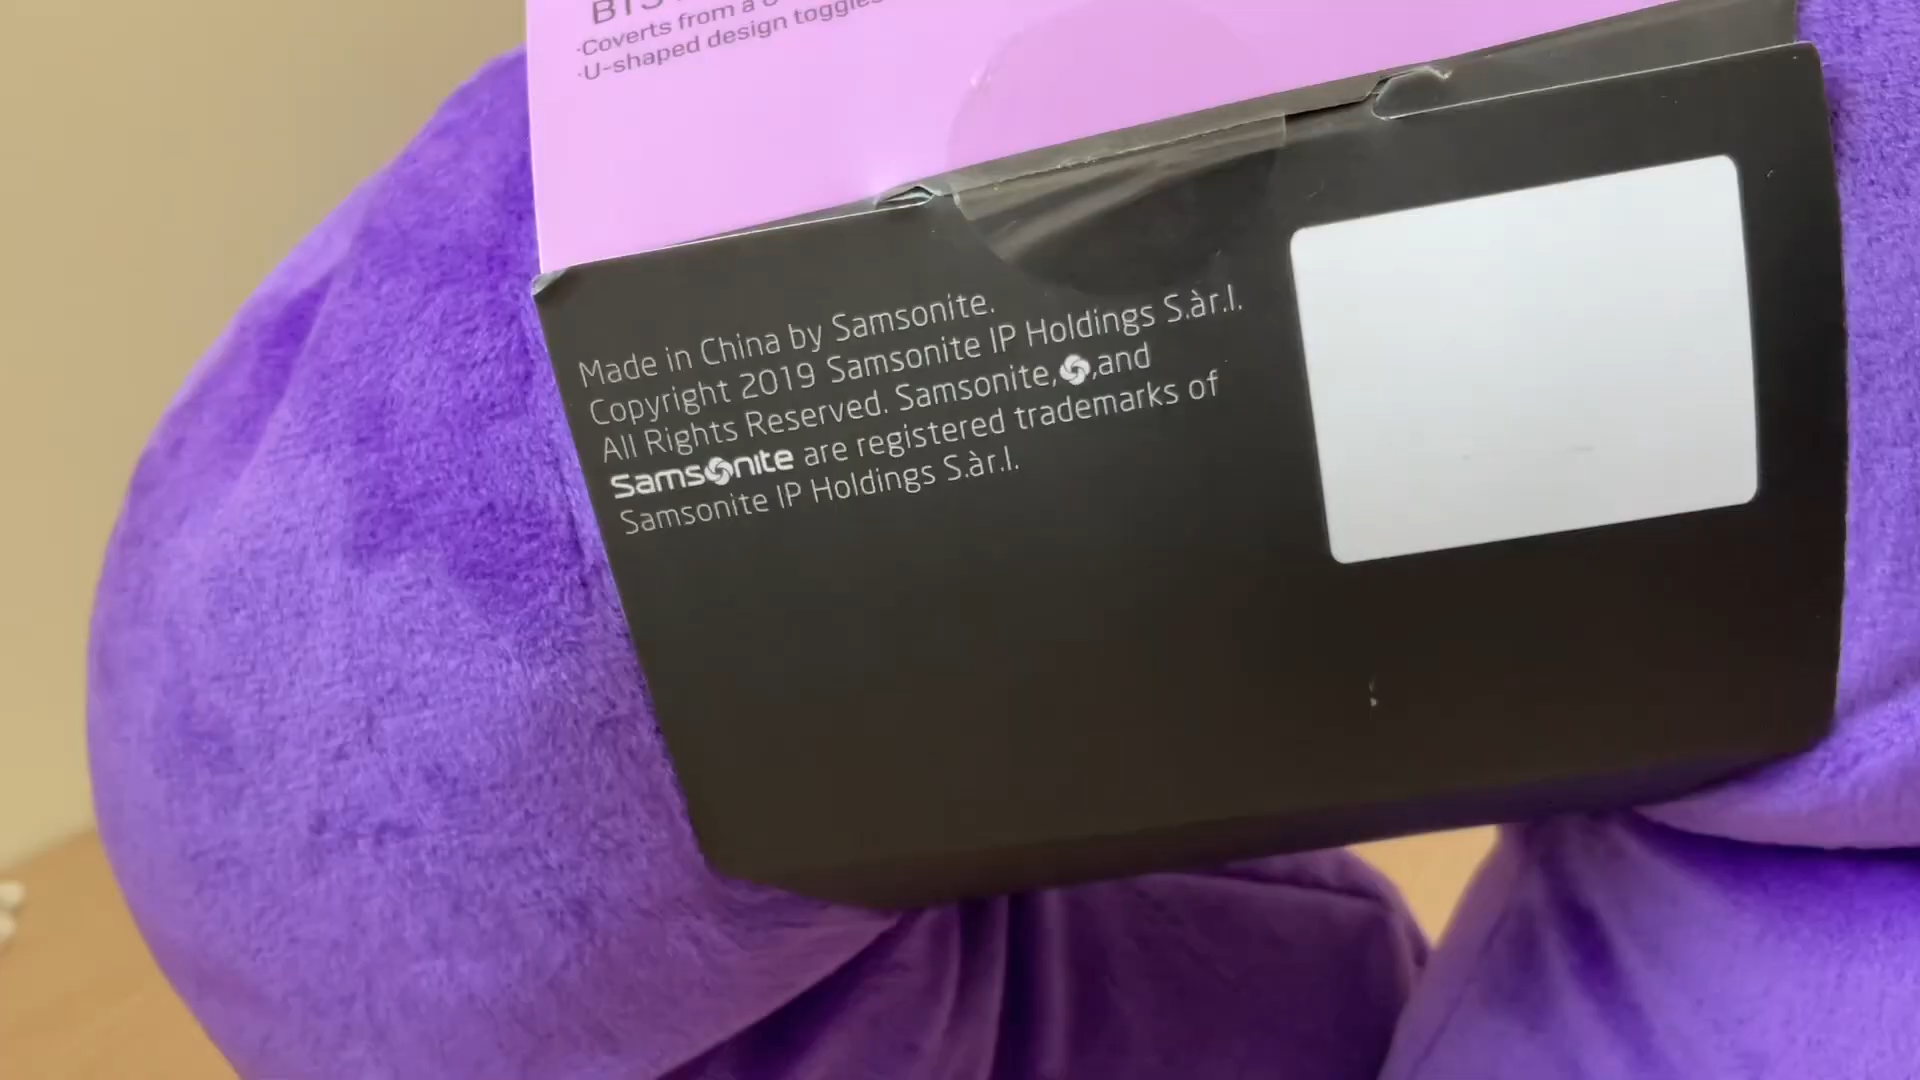 ·Coverts from a
·U-shaped design toggles
Made in China by Samsonite.
Copyright 2019 Samsonite IP Holdings S.àr.l.
All Rights Reserved. Samsonite, ,and
Samsonite are registered trademarks of
Samsonite IP Holdings S.àr.l.